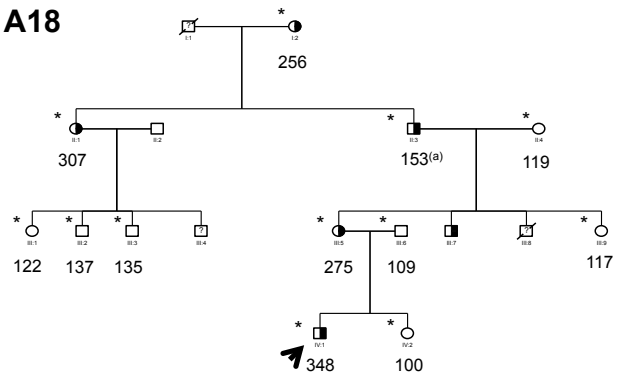 A18
* ?
I:1 I:2
256
* * *
II:1 II:2 II:3 II:4
307 153(a) 119
* * * ? * * ? *
III:1 III:2 III:3 III:4 III:5 III:6 III:7 III:8 III:9
122 137 135 275 109 117
* *
IV:1 IV:2
348 100